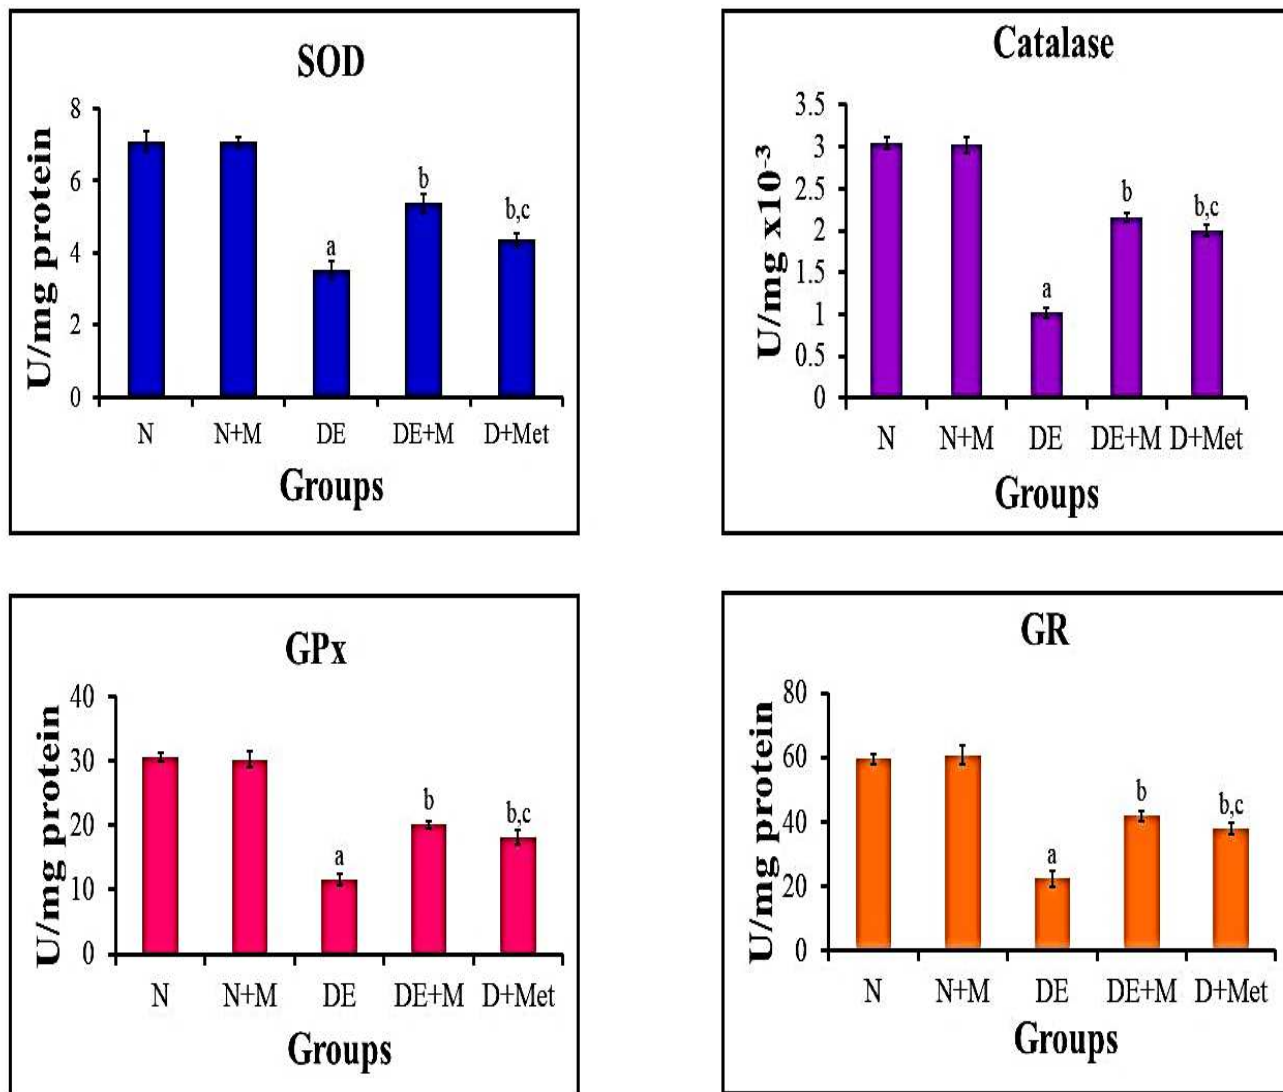 SOD
U/mg protein
8
6
4
2
0
a
b
b,c
N N+M DE DE+M D+Met
Groups
Catalase
U/mg x10⁻³
3.5
3
2.5
2
1.5
1
0.5
0
a
b
b,c
N N+M DE DE+M D+Met
Groups
GPx
U/mg protein
40
30
20
10
0
a
b
b,c
N N+M DE DE+M D+Met
Groups
GR
U/mg protein
80
60
40
20
0
a
b
b,c
N N+M DE DE+M D+Met
Groups